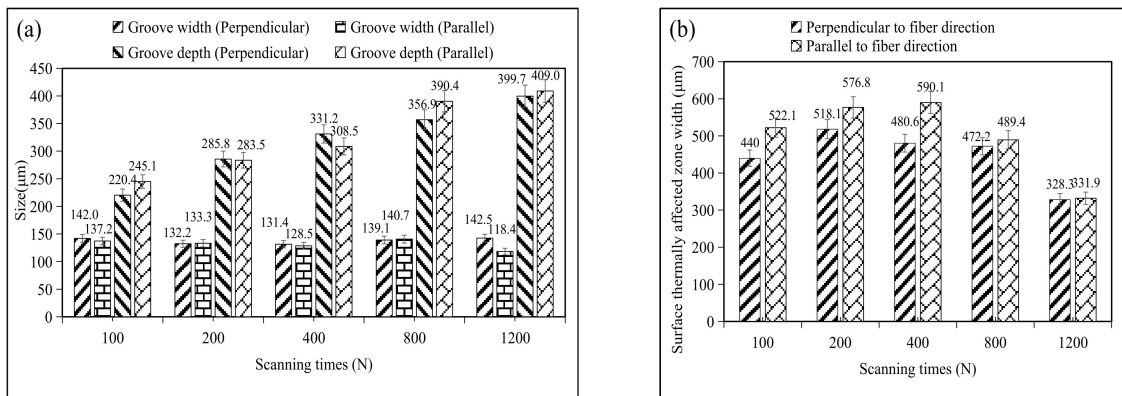 (a)
Groove width (Perpendicular) Groove width (Parallel)
Groove depth (Perpendicular) Groove depth (Parallel)
Size(μm)
450
400
350
300
250
200
150
100
50
0
142.0 137.2 220.4 245.1
132.2 133.3 285.8 283.5
131.4 128.5 331.2 308.5
139.1 140.7 356.9 390.4
142.5 118.4 399.7 409.0
100 200 400 800 1200
Scanning times (N)
(b)
Perpendicular to fiber direction
Parallel to fiber direction
Surface thermally affected zone width (μm)
700
600
500
400
300
600
700
0
440 522.1
518.1 576.8
480.6 590.1
472.2 489.4
328.3 331.9
100 200 400 800 1200
Scanning times (N)